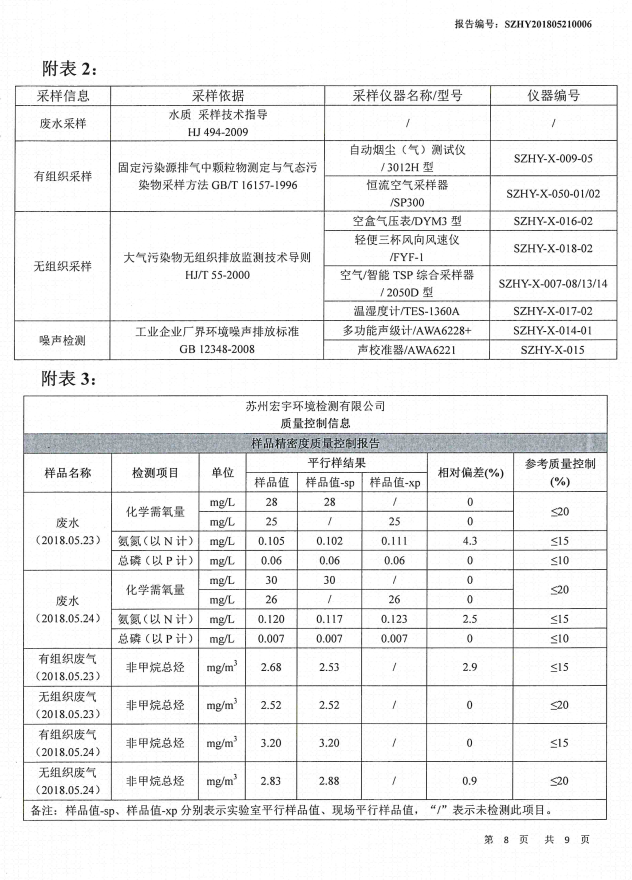 报告编号：SZHY201805210006
附表 2：
采样信息 采样依据 采样仪器名称/型号 仪器编号
废水采样 水质 采样技术指导 / /
HJ 494-2009
有组织采样 固定污染源排气中颗粒物测定与气态污 自动烟尘（气）测试仪 SZHY-X-009-05
染物采样方法 GB/T 16157-1996 / 3012H 型
恒流空气采样器 SZHY-X-050-01/02
/SP300
无组织采样 大气污染物无组织排放监测技术导则 空盒气压表/DYM3 型 SZHY-X-016-02
HJ/T 55-2000 轻便三杯风向风速仪 SZHY-X-018-02
/FYF-1
空气/智能 TSP 综合采样器 SZHY-X-007-08/13/14
/ 2050D 型
温湿度计/TES-1360A SZHY-X-017-02
噪声检测 工业企业厂界环境噪声排放标准 多功能声级计/AWA6228+ SZHY-X-014-01
GB 12348-2008 声校准器/AWA6221 SZHY-X-015
附表 3：
苏州宏宇环境检测有限公司
质量控制信息
样品精密度质量控制报告
样品名称 检测项目 单位 平行样结果 相对偏差(%) 参考质量控制
(%)
样品值 样品值-sp 样品值-xp
废水 化学需氧量 mg/L 28 28 / 0 ≤20
（2018.05.23） mg/L 25 / 25 0
氨氮（以 N 计） mg/L 0.105 0.102 0.111 4.3 ≤15
总磷（以 P 计） mg/L 0.06 0.06 0.06 0 ≤10
废水 化学需氧量 mg/L 30 30 / 0 ≤20
（2018.05.24） mg/L 26 / 26 0
氨氮（以 N 计） mg/L 0.120 0.117 0.123 2.5 ≤15
总磷（以 P 计） mg/L 0.007 0.007 0.007 0 ≤10
有组织废气 非甲烷总烃 mg/m³ 2.68 2.53 / 2.9 ≤15
（2018.05.23）
无组织废气 非甲烷总烃 mg/m³ 2.52 2.52 / 0 ≤20
（2018.05.23）
有组织废气 非甲烷总烃 mg/m³ 3.20 3.20 / 0 ≤15
（2018.05.24）
无组织废气 非甲烷总烃 mg/m³ 2.83 2.88 / 0.9 ≤20
（2018.05.24）
备注：样品值-sp、样品值-xp 分别表示实验室平行样品值、现场平行样品值，“/”表示未检测此项目。
第 8 页 共 9 页